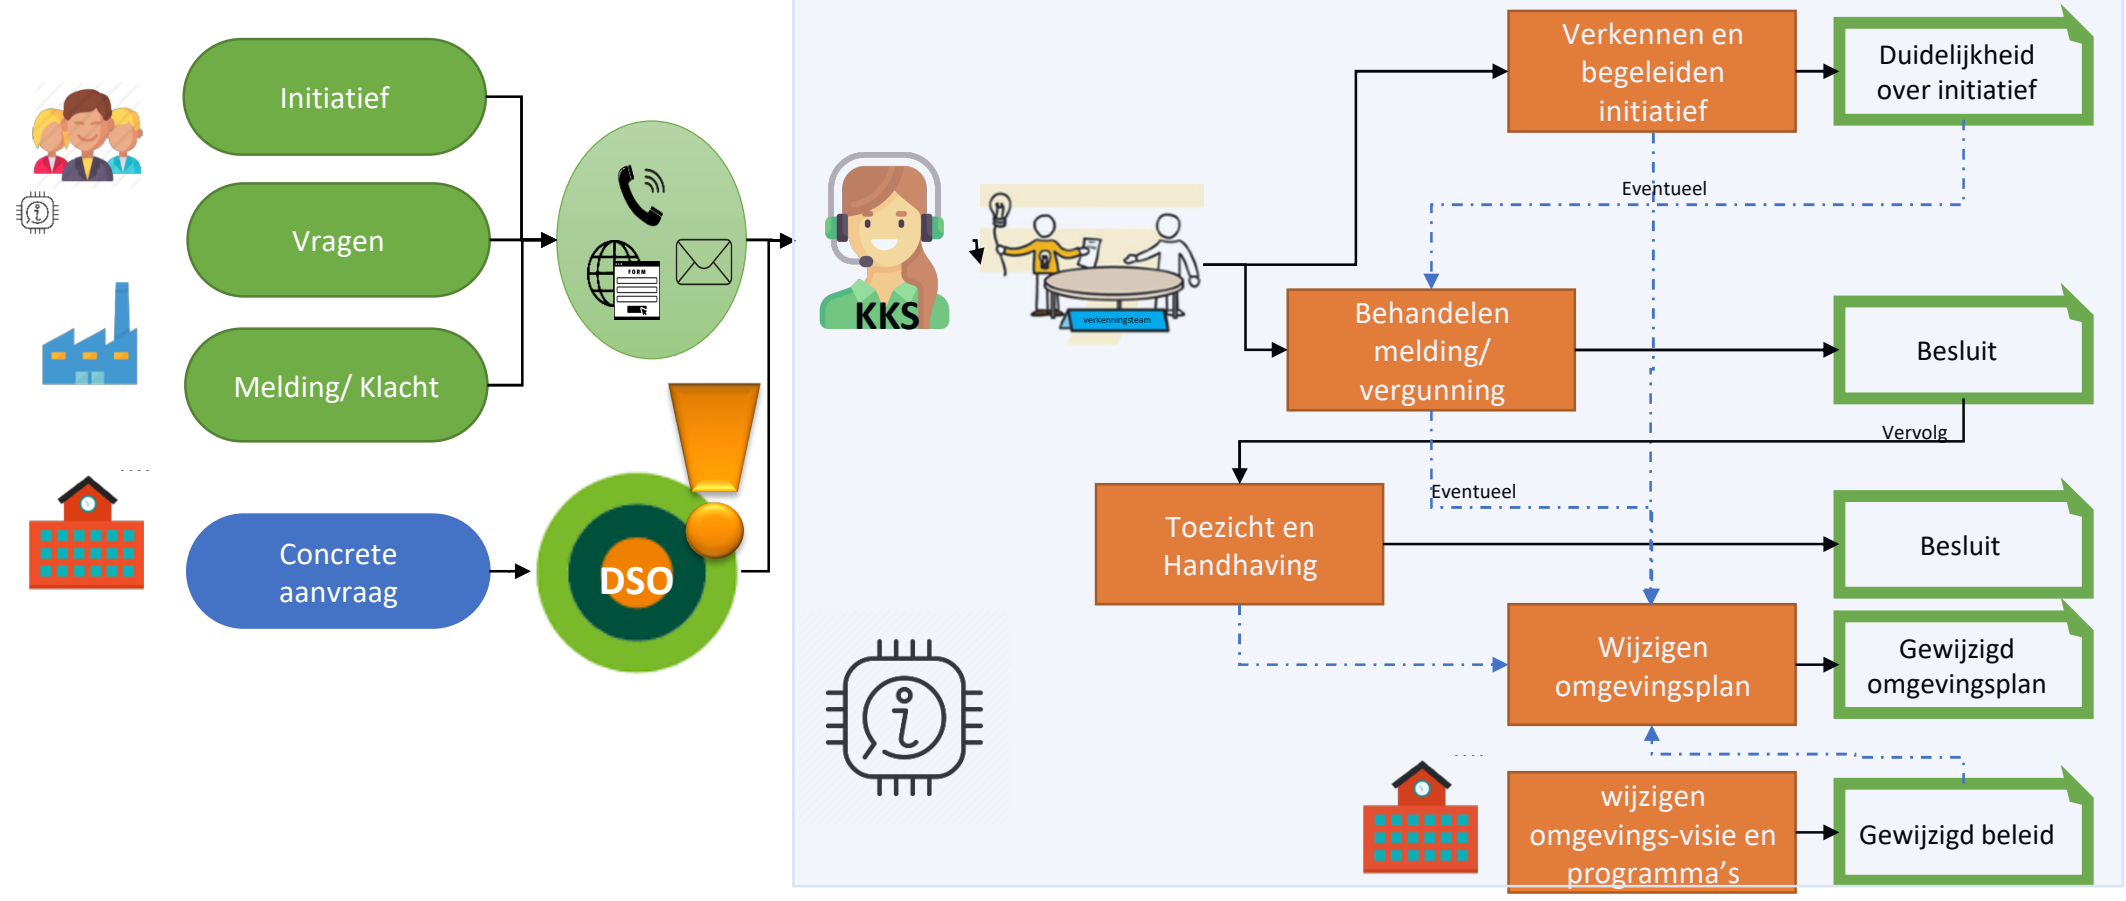 Initiatief
Vragen
Melding/ Klacht
Concrete
aanvraag
FORM
DSO
KKS
verkenningsteam
Verkennen en
begeleiden
initiatief
Duidelijkheid
over initiatief
Eventueel
Behandelen
melding/
vergunning
Besluit
Vervolg
Eventueel
Toezicht en
Handhaving
Besluit
Wijzigen
omgevingsplan
Gewijzigd
omgevingsplan
wijzigen
omgevings-visie en
programma's
Gewijzigd beleid